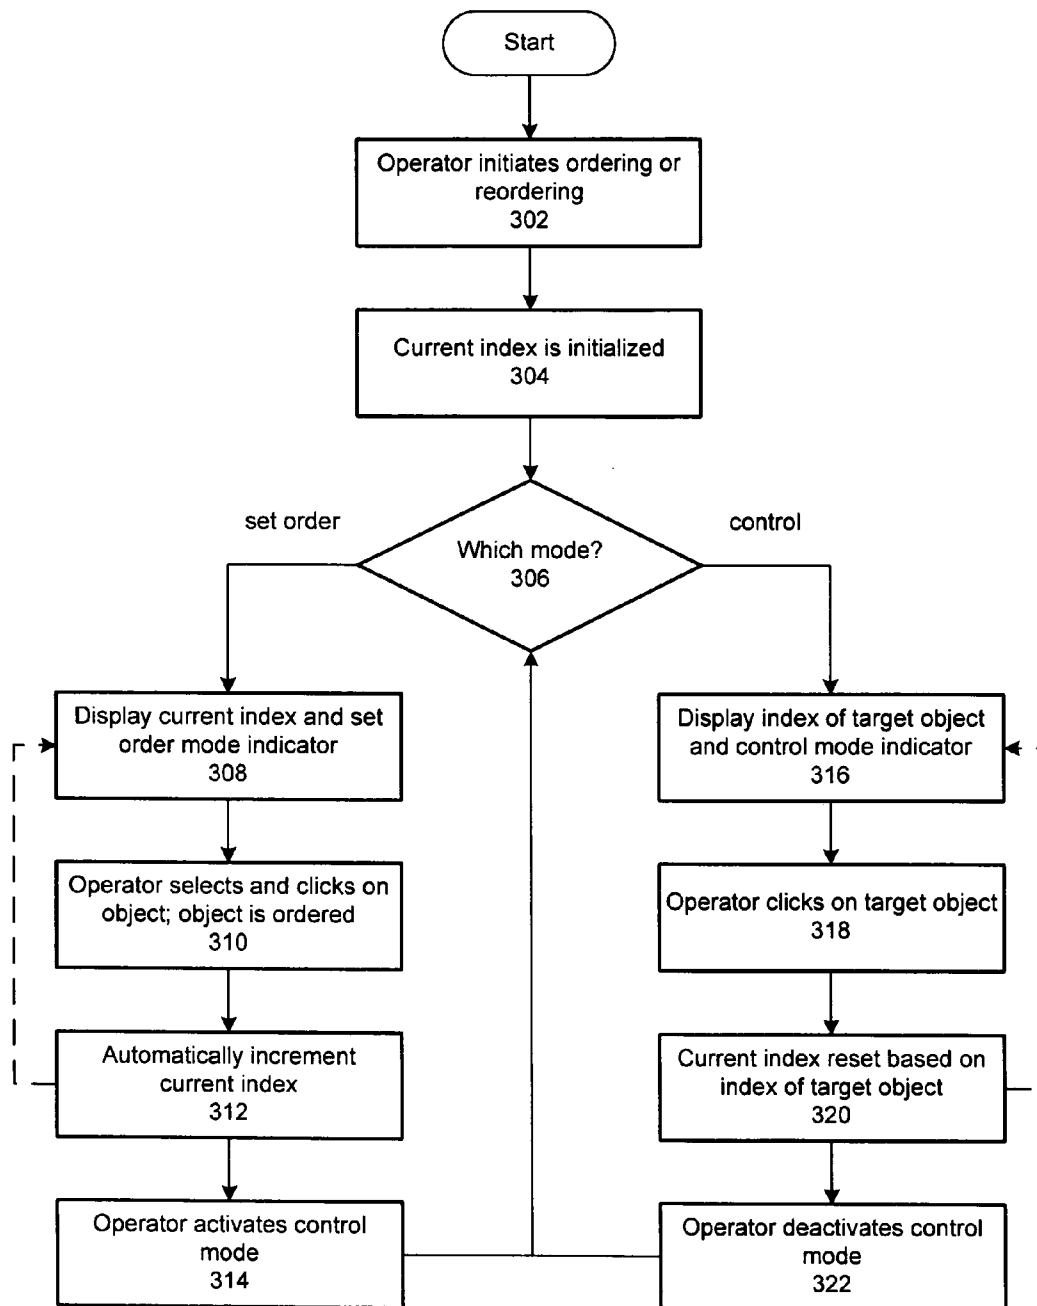 Start
Operator initiates ordering or
reordering
302
Current index is initialized
304
set order
control
Which mode?
306
Display current index and set
order mode indicator
308
Operator selects and clicks on
object; object is ordered
310
Automatically increment
current index
312
Operator activates control
mode
314
Display index of target object
and control mode indicator
316
Operator clicks on target object
318
Current index reset based on
index of target object
320
Operator deactivates control
mode
322